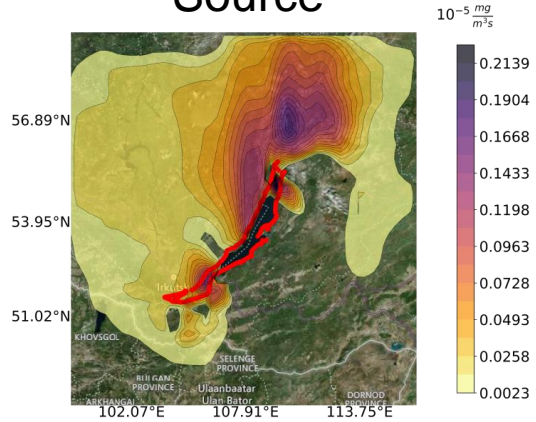 Source
10⁻⁵ mg/m³s
56.89°N
53.95°N
51.02°N
0.2139
0.1904
0.1668
0.1433
0.1198
0.0963
0.0728
0.0493
0.0258
0.0023
KHOVSGOL
SELENGE
PROVINCE
BULGAN
PROVINCE
Ulaanbaatar
Ulan Bator
DORNOD
PROVINCE
ARKHANGAI
102.07°E 107.91°E 113.75°E